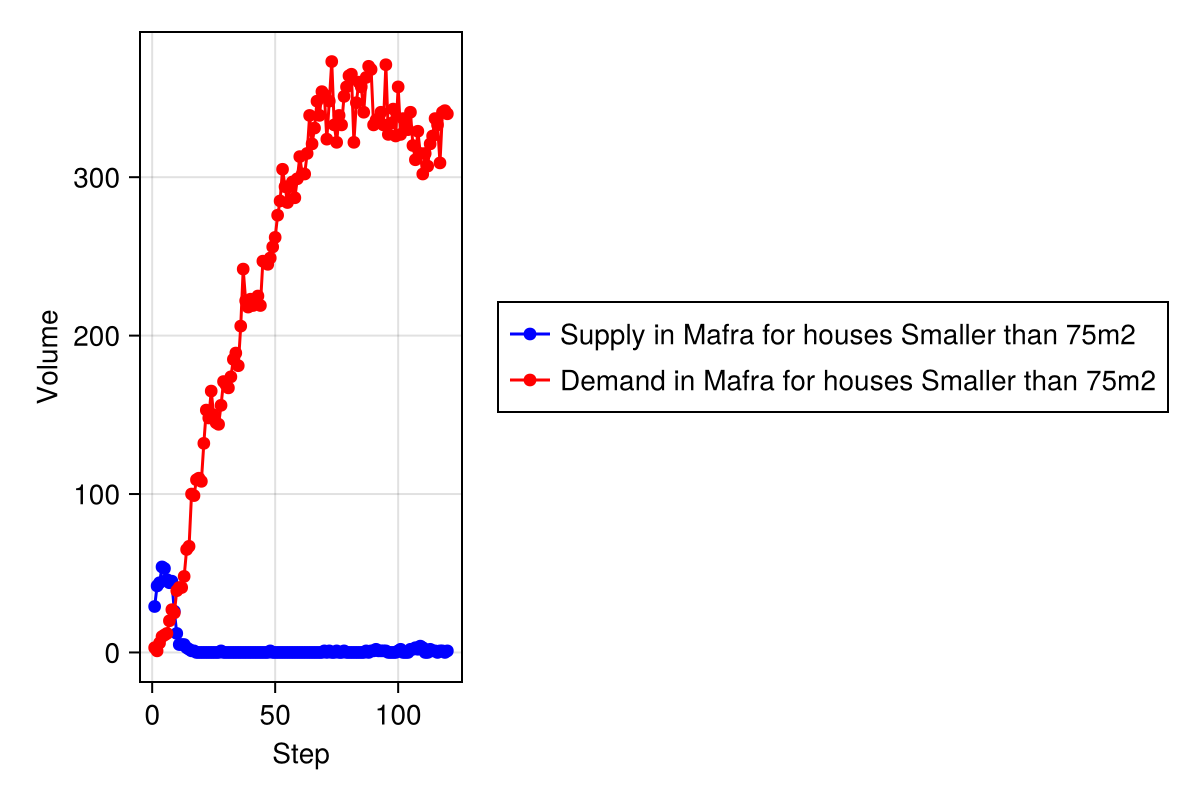 300
200
100
0
Volume
0 50 100
Step
Supply in Mafra for houses Smaller than 75m2
Demand in Mafra for houses Smaller than 75m2